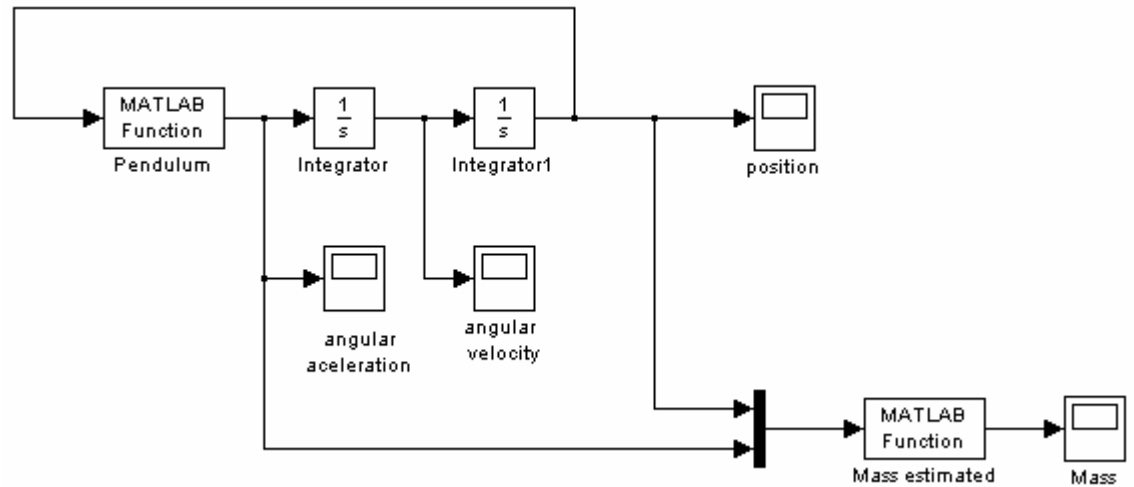 MATLAB
Function
Pendulum
1
s
Integrator
1
s
Integrator1
position
angular
aceleration
angular
velocity
MATLAB
Function
Mass estimated
Mass